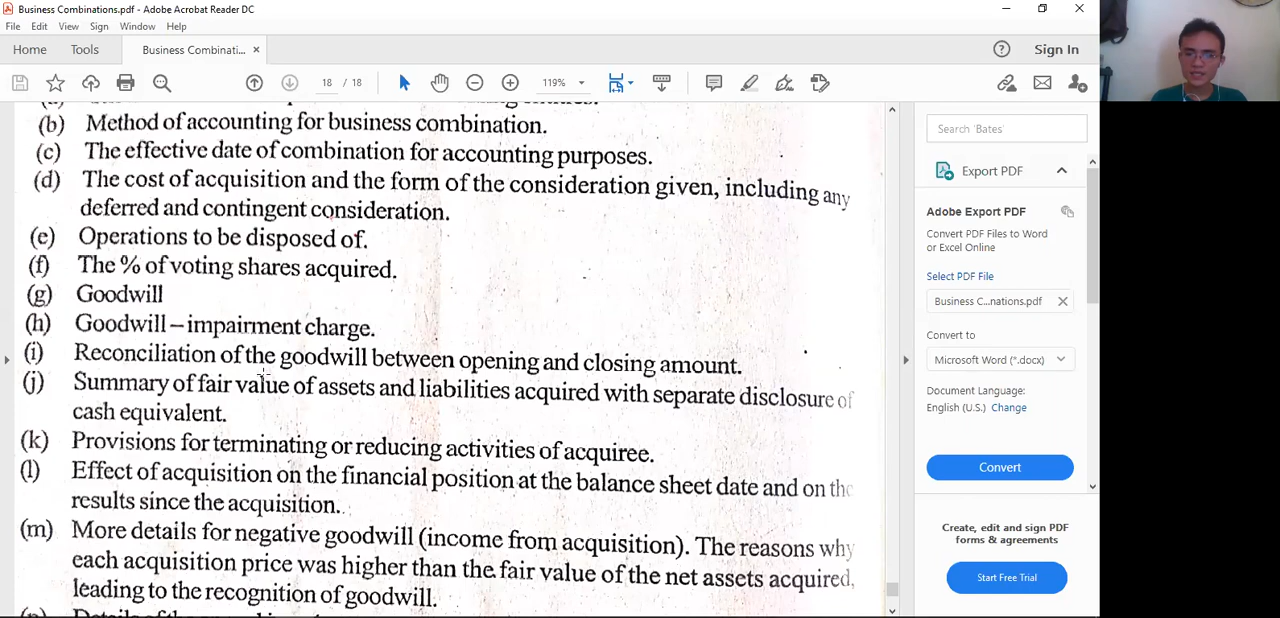 Business Combinations.pdf - Adobe Acrobat Reader DC
File Edit View Sign Window Help
Home Tools Business Combinati... Sign In
18 / 18 119%
(b) Method of accounting for business combination.
(c) The effective date of combination for accounting purposes.
(d) The cost of acquisition and the form of the consideration given, including any
deferred and contingent consideration.
(e) Operations to be disposed of.
(f) The % of voting shares acquired.
(g) Goodwill
(h) Goodwill – impairment charge.
(i) Reconciliation of the goodwill between opening and closing amount.
(j) Summary of fair value of assets and liabilities acquired with separate disclosure of
cash equivalent.
(k) Provisions for terminating or reducing activities of acquiree.
(l) Effect of acquisition on the financial position at the balance sheet date and on the
results since the acquisition.
(m) More details for negative goodwill (income from acquisition). The reasons why
each acquisition price was higher than the fair value of the net assets acquired,
leading to the recognition of goodwill.
Search 'Bates'
Export PDF
Adobe Export PDF
Convert PDF Files to Word
or Excel Online
Select PDF File
Business C...nations.pdf
Convert to
Microsoft Word (*.docx)
Document Language:
English (U.S.) Change
Convert
Create, edit and sign PDF
forms & agreements
Start Free Trial